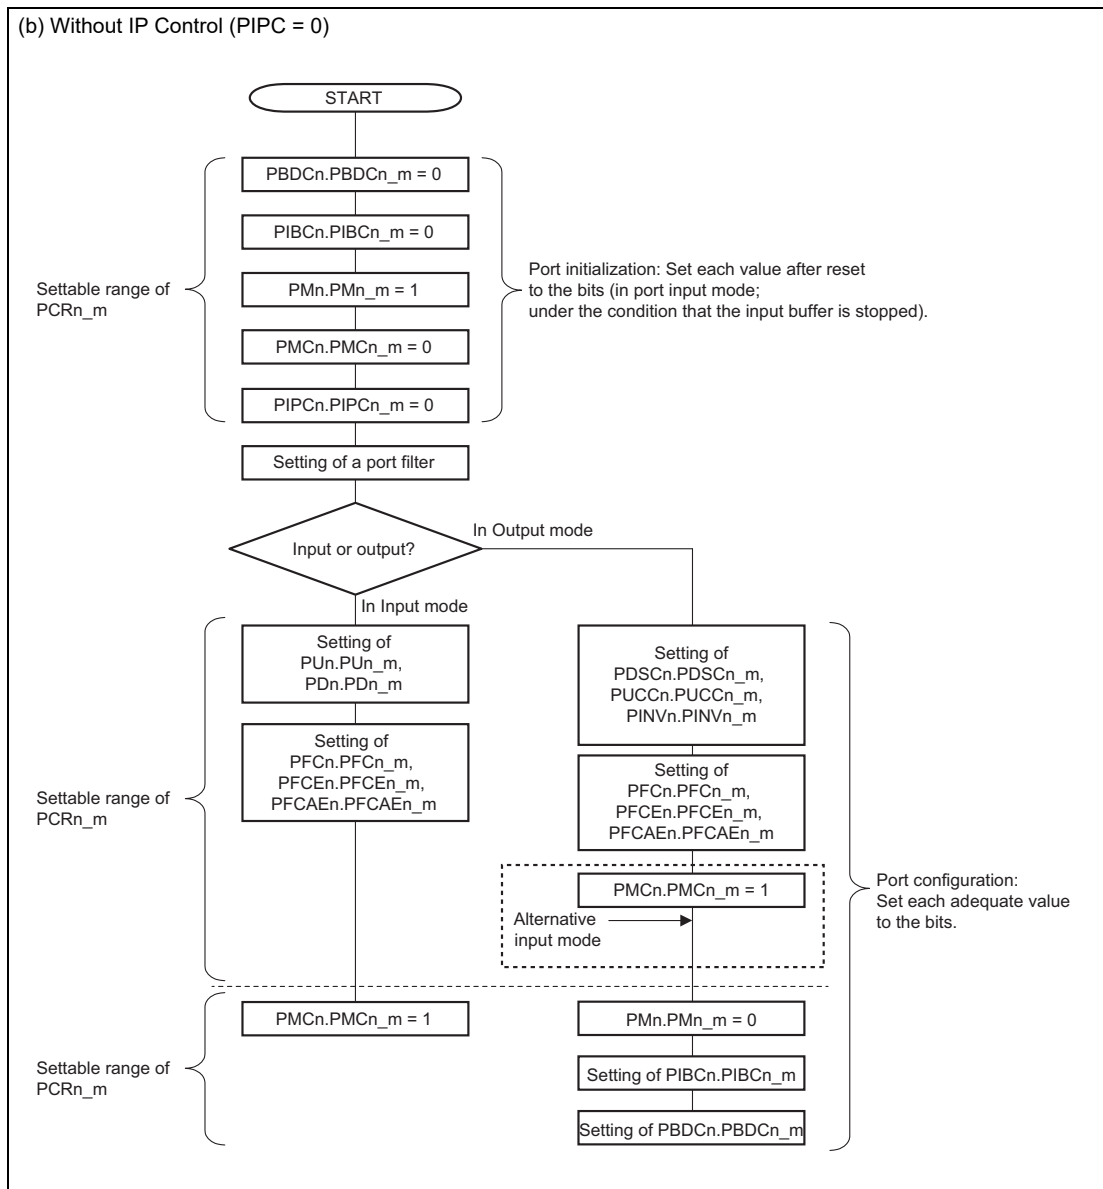 (b) Without IP Control (PIPC = 0)
START
PBDCn.PBDCn_m = 0
PIBCn.PIBCn_m = 0
PMn.PMn_m = 1
PMCn.PMCn_m = 0
PIPCn.PIPCn_m = 0
Settable range of
PCRn_m
Port initialization: Set each value after reset
to the bits (in port input mode;
under the condition that the input buffer is stopped).
Setting of a port filter
Input or output?
In Output mode
In Input mode
Setting of
PUn.PUn_m,
PDn.PDn_m
Setting of
PFCn.PFCn_m,
PFCEn.PFCEn_m,
PFCAEn.PFCAEn_m
Settable range of
PCRn_m
Setting of
PDSCn.PDSCn_m,
PUCCn.PUCCn_m,
PINVn.PINVn_m
Setting of
PFCn.PFCn_m,
PFCEn.PFCEn_m,
PFCAEn.PFCAEn_m
PMCn.PMCn_m = 1
Alternative
input mode
Port configuration:
Set each adequate value
to the bits.
PMCn.PMCn_m = 1
PMn.PMn_m = 0
Settable range of
PCRn_m
Setting of PIBCn.PIBCn_m
Setting of PBDCn.PBDCn_m